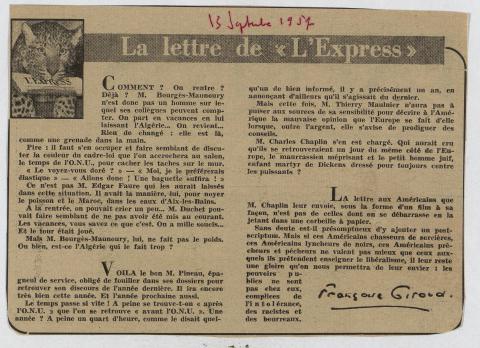 13 Septembre 1957
La lettre de « L'Express »
COMMENT ? On rentre ?
Déjà ? M. Bourgès-Maunoury
n'est donc pas un homme sur le-
quel ses collègues peuvent comp-
ter. On part en vacances en lui
laissant l'Algérie... On revient...
Rien de changé : elle est là,
comme une grenade dans la main.
Pire : il faut s'en occuper et faire semblant de discu-
ter la couleur du cadre-loi que l'on accrochera au salon,
le temps de l'O.N.U., pour cacher les taches sur le mur.
« Le voyez-vous doré ? » — « Moi, je le préférerais
élastique » — « Allons donc ! Une baguette suffira ! »
Ce n'est pas M. Edgar Faure qui les aurait laissés
dans cette situation. Il avait la manière, lui, pour noyer
le poisson et le Maroc, dans les eaux d'Aix-les-Bains.
A la rentrée, on pouvait crier un peu... M. Duchet pou-
vait faire semblant de ne pas avoir été mis au courant.
Les vacances, vous savez ce que c'est. On a mille soucis...
Et le tour était joué.
Mais M. Bourgès-Maunoury, lui, ne fait pas le poids.
Ou bien, est-ce l'Algérie qui le fait trop ?
VOILA le bon M. Pineau, épa-
gneul de service, obligé de fouiller dans ses dossiers pour
retrouver son discours de l'année dernière. Il ira encore
très bien cette année. Et l'année prochaine aussi.
Le temps passe si vite ! A peine se trouve-t-on « après
l'O.N.U. » que l'on se retrouve « avant l'O.N.U. ». Une
année ? A peine un quart d'heure, comme le disait quel-
qu'un de bien informé, il y a précisément un an, en
annonçant d'ailleurs qu'il s'agissait du dernier.
Mais cette fois, M. Thierry Maulnier n'aura pas à
puiser aux sources de sa sensibilité pour décrire à l'Amé-
rique la mauvaise opinion que l'Europe se fait d'elle
lorsque, outre l'argent, elle s'avise de prodiguer des
conseils.
M. Charles Chaplin s'en est chargé. Qui aurait cru
qu'ils se retrouveraient un jour du même côté de l'Eu-
rope, le maurrassien méprisant et le petit homme juif,
enfant martyr de Dickens dressé pour toujours contre
les puissants ?
LA lettre aux Américains que
M. Chaplin leur envoie, sous la forme d'un film à sa
façon, n'est pas de celles dont on se débarrasse en la
jetant dans une corbeille à papier.
Sans doute est-il présomptueux d'y ajouter un post-
scriptum. Mais si ces Américains chasseurs de sorcières,
ces Américains lyncheurs de noirs, ces Américains prê-
cheurs et pécheurs ne valent pas mieux que ceux aux-
quels ils prétendent enseigner le libéralisme, il leur reste
une gloire qu'on nous permettra de leur envier : les
pouvoirs pu-
blics ne sont
pas chez eux,
complices de
l'intolérance,
des racistes et
des bourreaux.
Françoise Giroud.